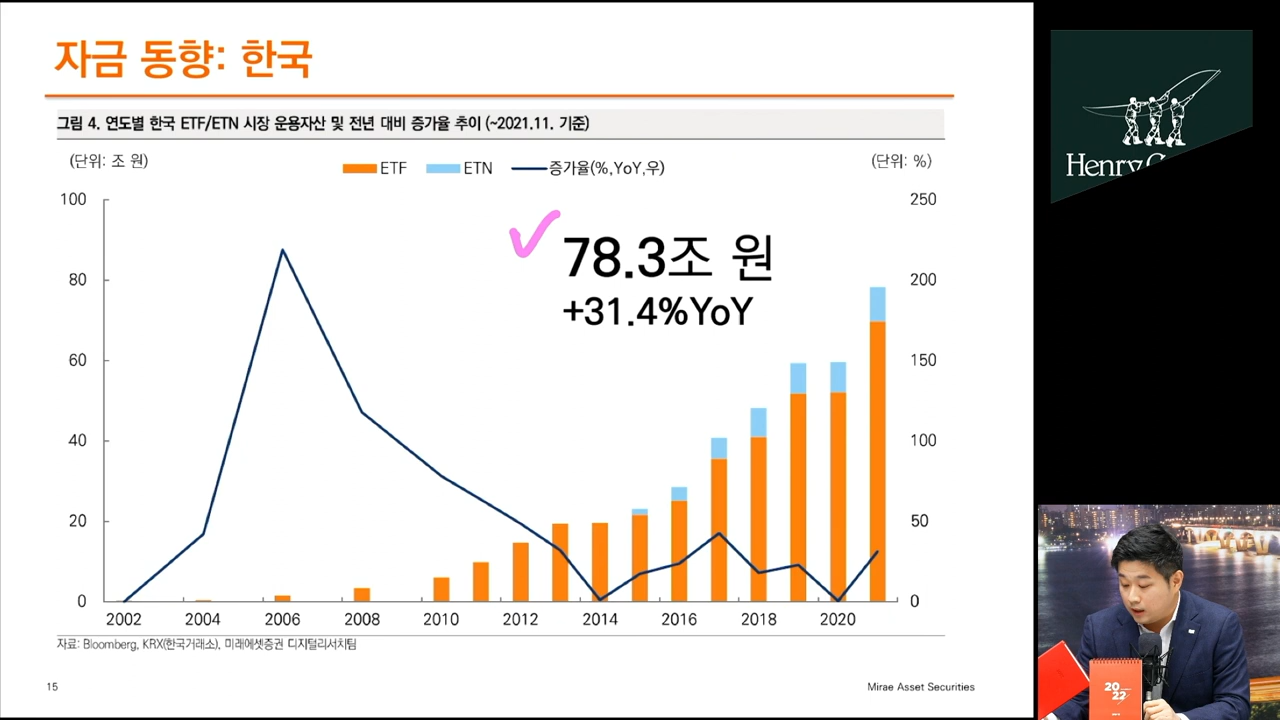 자금 동향: 한국
그림 4. 연도별 한국 ETF/ETN 시장 운용자산 및 전년 대비 증가율 추이 (~2021.11. 기준)
(단위: 조 원)
(단위: %)
ETF ETN 증가율(%,YoY,우)
100
80
60
40
20
0
250
200
150
100
50
0
78.3조 원
+31.4%YoY
2002 2004 2006 2008 2010 2012 2014 2016 2018 2020
자료: Bloomberg, KRX(한국거래소), 미래에셋증권 디지털리서치팀
15
Mirae Asset Securities
Henry
20
22